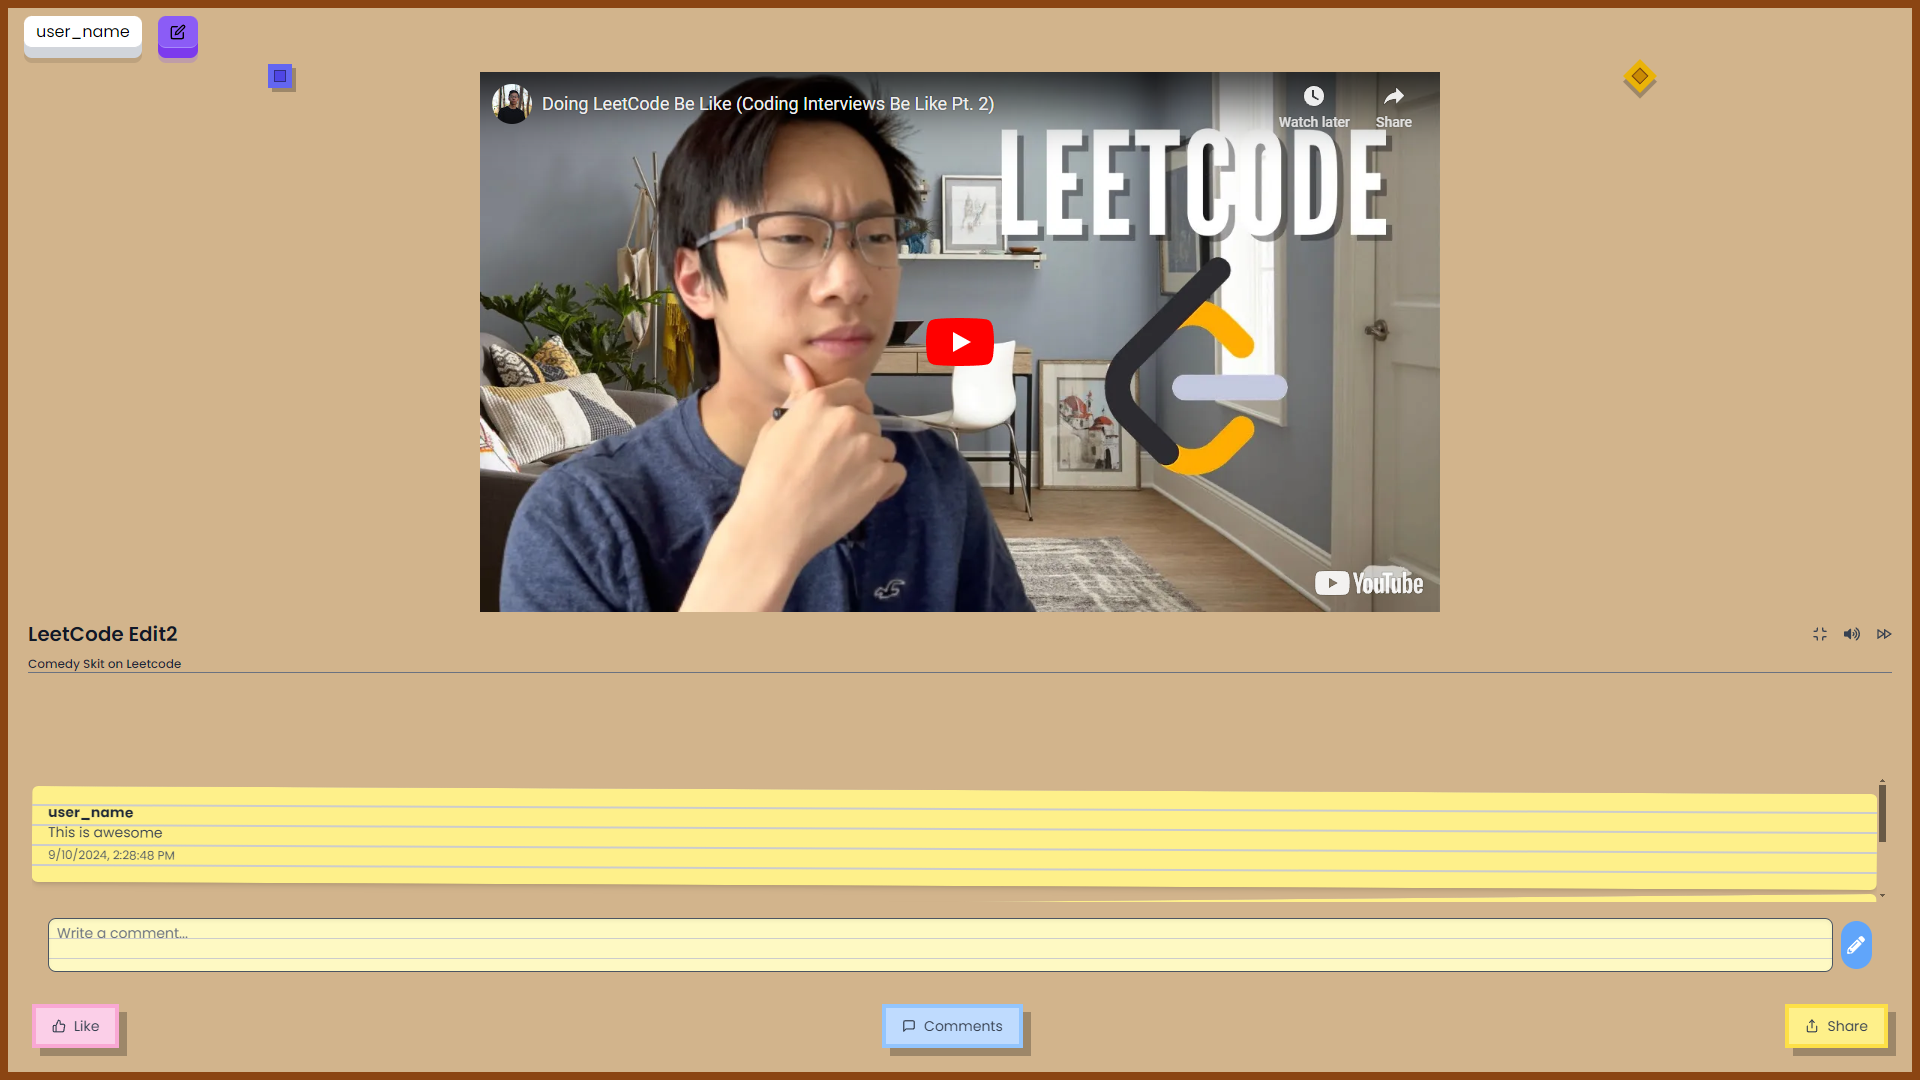 user_name
Doing LeetCode Be Like (Coding Interviews Be Like Pt. 2)
Watch later
Share
LEETCODE
YouTube
LeetCode Edit2
Comedy Skit on Leetcode
user_name
This is awesome
9/10/2024, 2:28:48 PM
Write a comment...
Like
Comments
Share